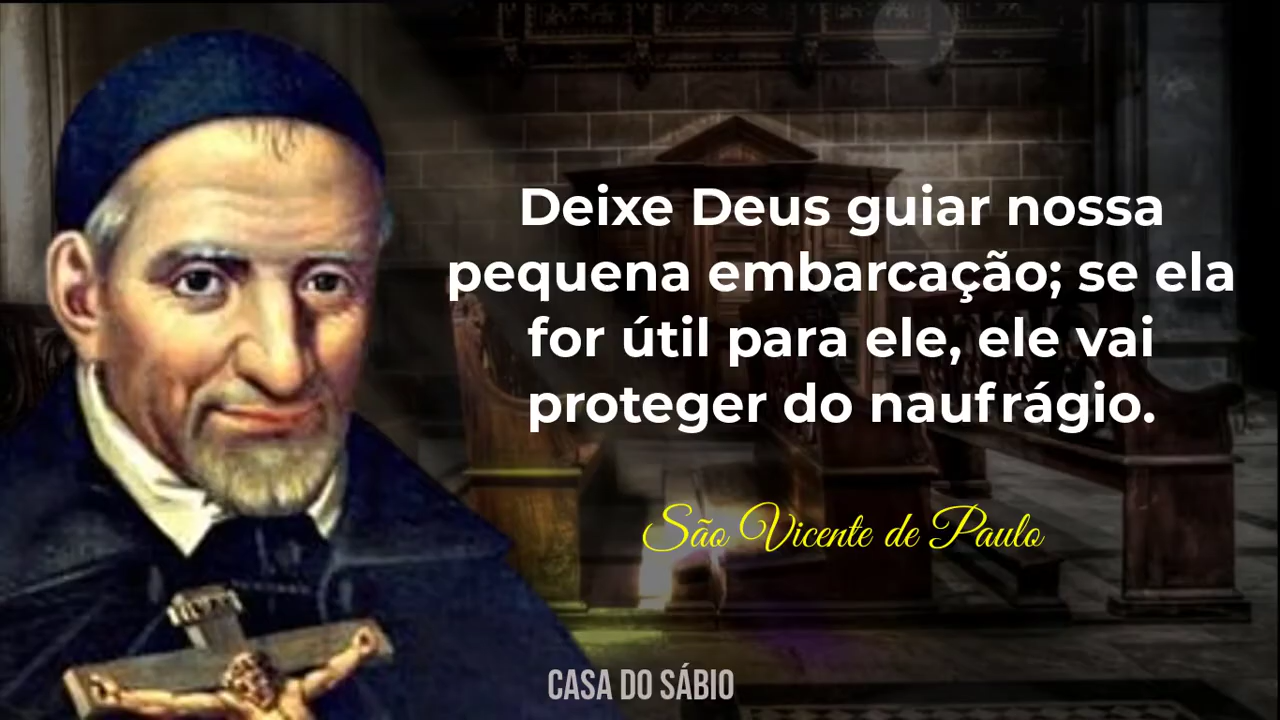 Deixe Deus guiar nossa
pequena embarcação; se ela
for útil para ele, ele vai
proteger do naufrágio.
São Vicente de Paulo
CASA DO SÁBIO